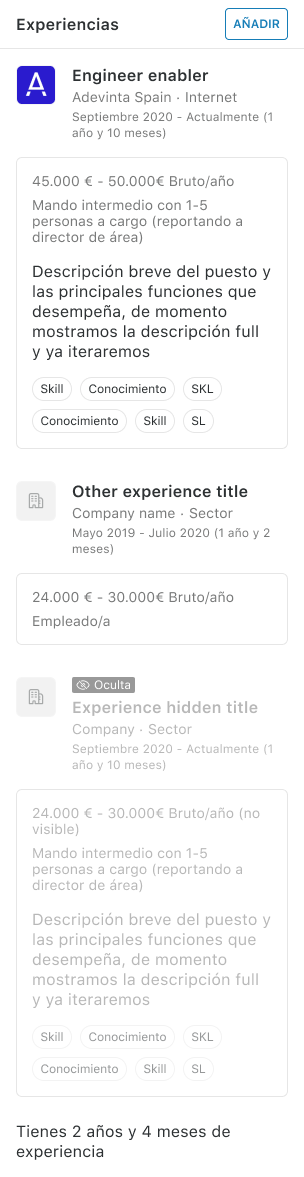 Experiencias
AÑADIR
A
Engineer enabler
Adevinta Spain · Internet
Septiembre 2020 - Actualmente (1
año y 10 meses)
45.000 € - 50.000€ Bruto/año
Mando intermedio con 1-5
personas a cargo (reportando a
director de área)
Descripción breve del puesto y
las principales funciones que
desempeña, de momento
mostramos la descripción full
y ya iteraremos
Skill Conocimiento SKL
Conocimiento Skill SL
Other experience title
Company name · Sector
Mayo 2019 - Julio 2020 (1 año y 2
meses)
24.000 € - 30.000€ Bruto/año
Empleado/a
Oculta
Experience hidden title
Company · Sector
Septiembre 2020 - Actualmente (1
año y 10 meses)
24.000 € - 30.000€ Bruto/año (no
visible)
Mando intermedio con 1-5
personas a cargo (reportando a
director de área)
Descripción breve del puesto y
las principales funciones que
desempeña, de momento
mostramos la descripción full
y ya iteraremos
Skill Conocimiento SKL
Conocimiento Skill SL
Tienes 2 años y 4 meses de
experiencia